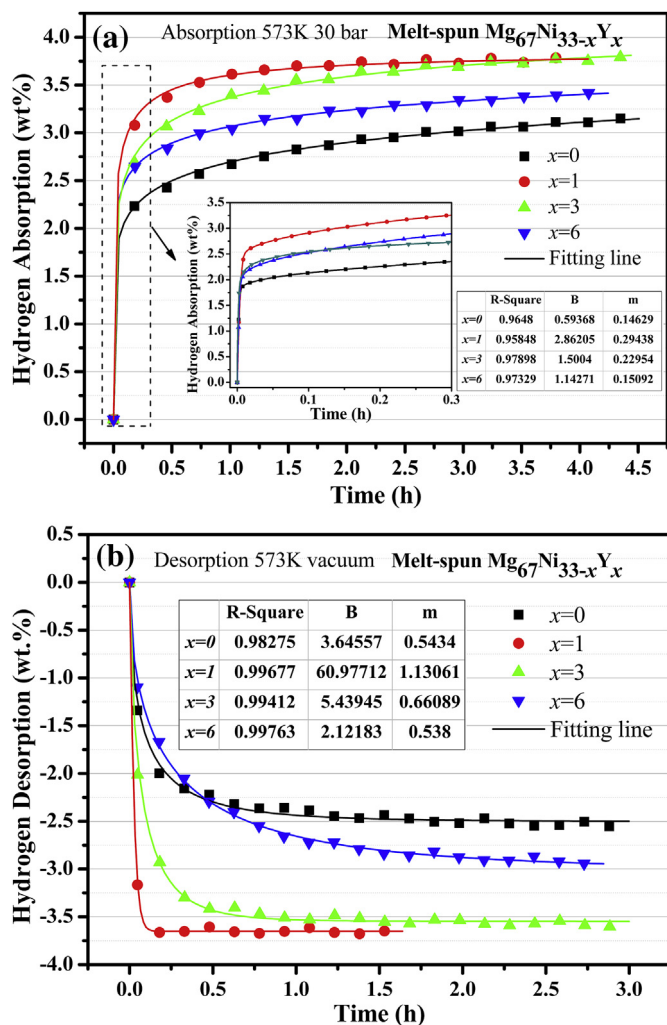 (a) Absorption 573K 30 bar Melt-spun Mg67Ni33-xYx
Hydrogen Absorption (wt%)
4.0
3.5
3.0
2.5
2.0
1.5
1.0
0.5
0.0
x=0
x=1
x=3
x=6
Fitting line
Hydrogen Absorption (wt%)
3.5
3.0
2.5
2.0
1.5
1.0
0.5
0.0
0.0 0.1 0.2 0.3
Time (h)
R-Square B m
x=0 0.9648 0.59368 0.14629
x=1 0.95848 2.86205 0.29438
x=3 0.97898 1.5004 0.22954
x=6 0.97329 1.14271 0.15092
0.0 0.5 1.0 1.5 2.0 2.5 3.0 3.5 4.0 4.5
Time (h)
(b) Desorption 573K vacuum Melt-spun Mg67Ni33-xYx
Hydrogen Desorption (wt.%)
0.5
0.0
-0.5
-1.0
-1.5
-2.0
-2.5
-3.0
-3.5
-4.0
R-Square B m
x=0 0.98275 3.64557 0.5434
x=1 0.99677 60.97712 1.13061
x=3 0.99412 5.43945 0.66089
x=6 0.99763 2.12183 0.538
x=0
x=1
x=3
x=6
Fitting line
0.0 0.5 1.0 1.5 2.0 2.5 3.0
Time (h)